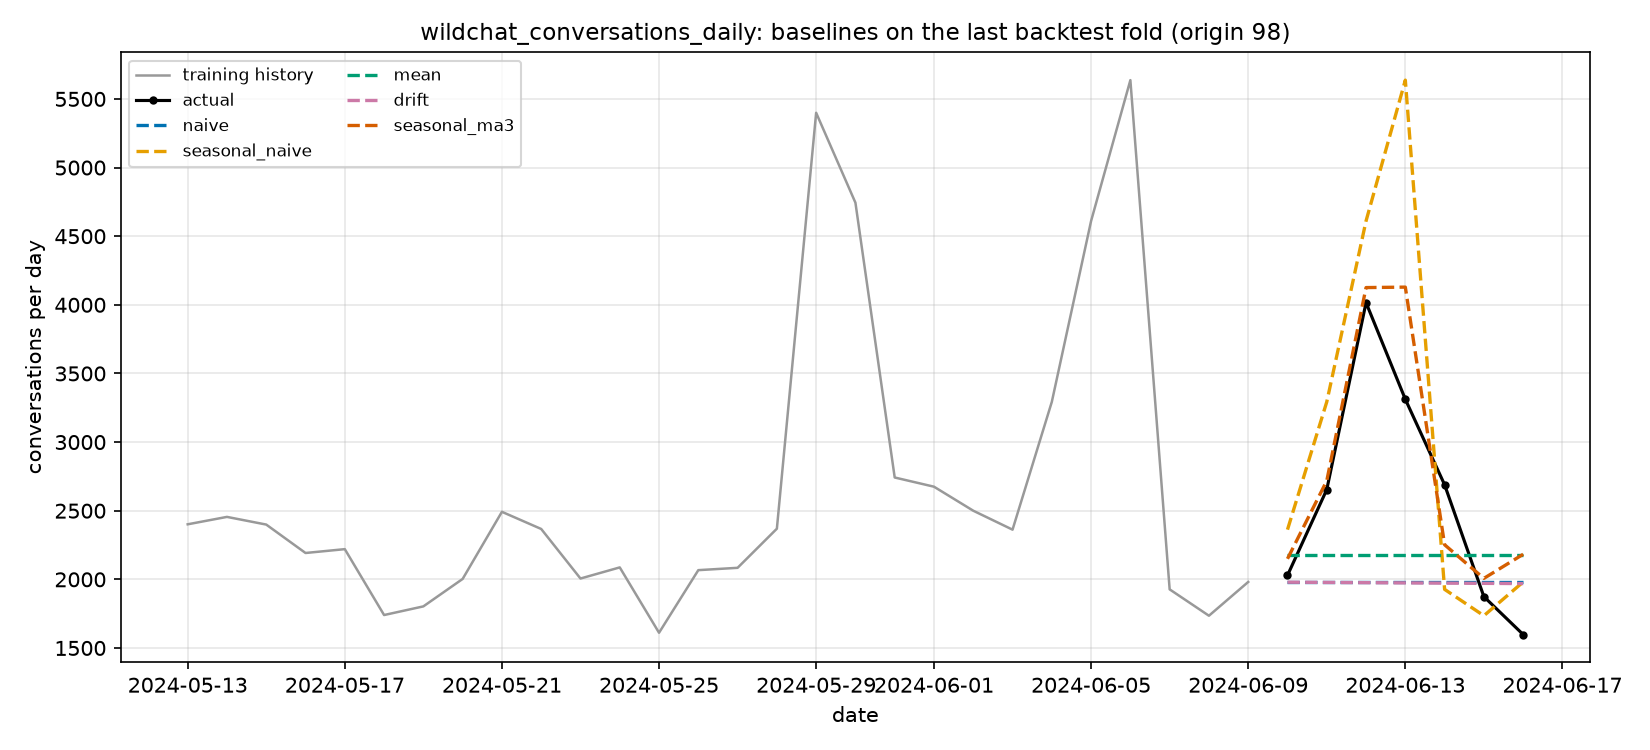 wildchat_conversations_daily: baselines on the last backtest fold (origin 98)
training history
actual
naive
seasonal_naive
mean
drift
seasonal_ma3
conversations per day
5500
5000
4500
4000
3500
3000
2500
2000
1500
2024-05-13 2024-05-17 2024-05-21 2024-05-25 2024-05-29 2024-06-01 2024-06-05 2024-06-09 2024-06-13 2024-06-17
date